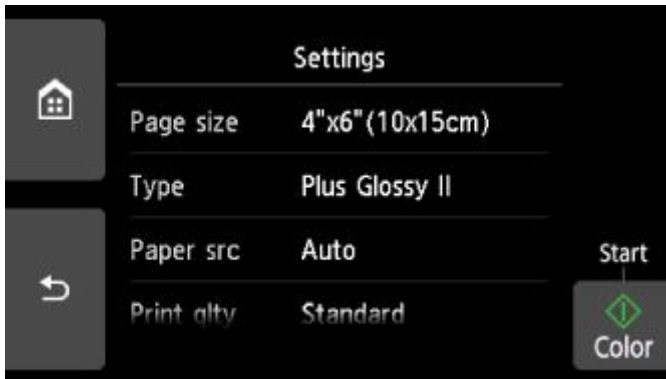 Settings
Page size 4"x6"(10x15cm)
Type Plus Glossy II
Paper src Auto
Print qlty Standard
Start
Color